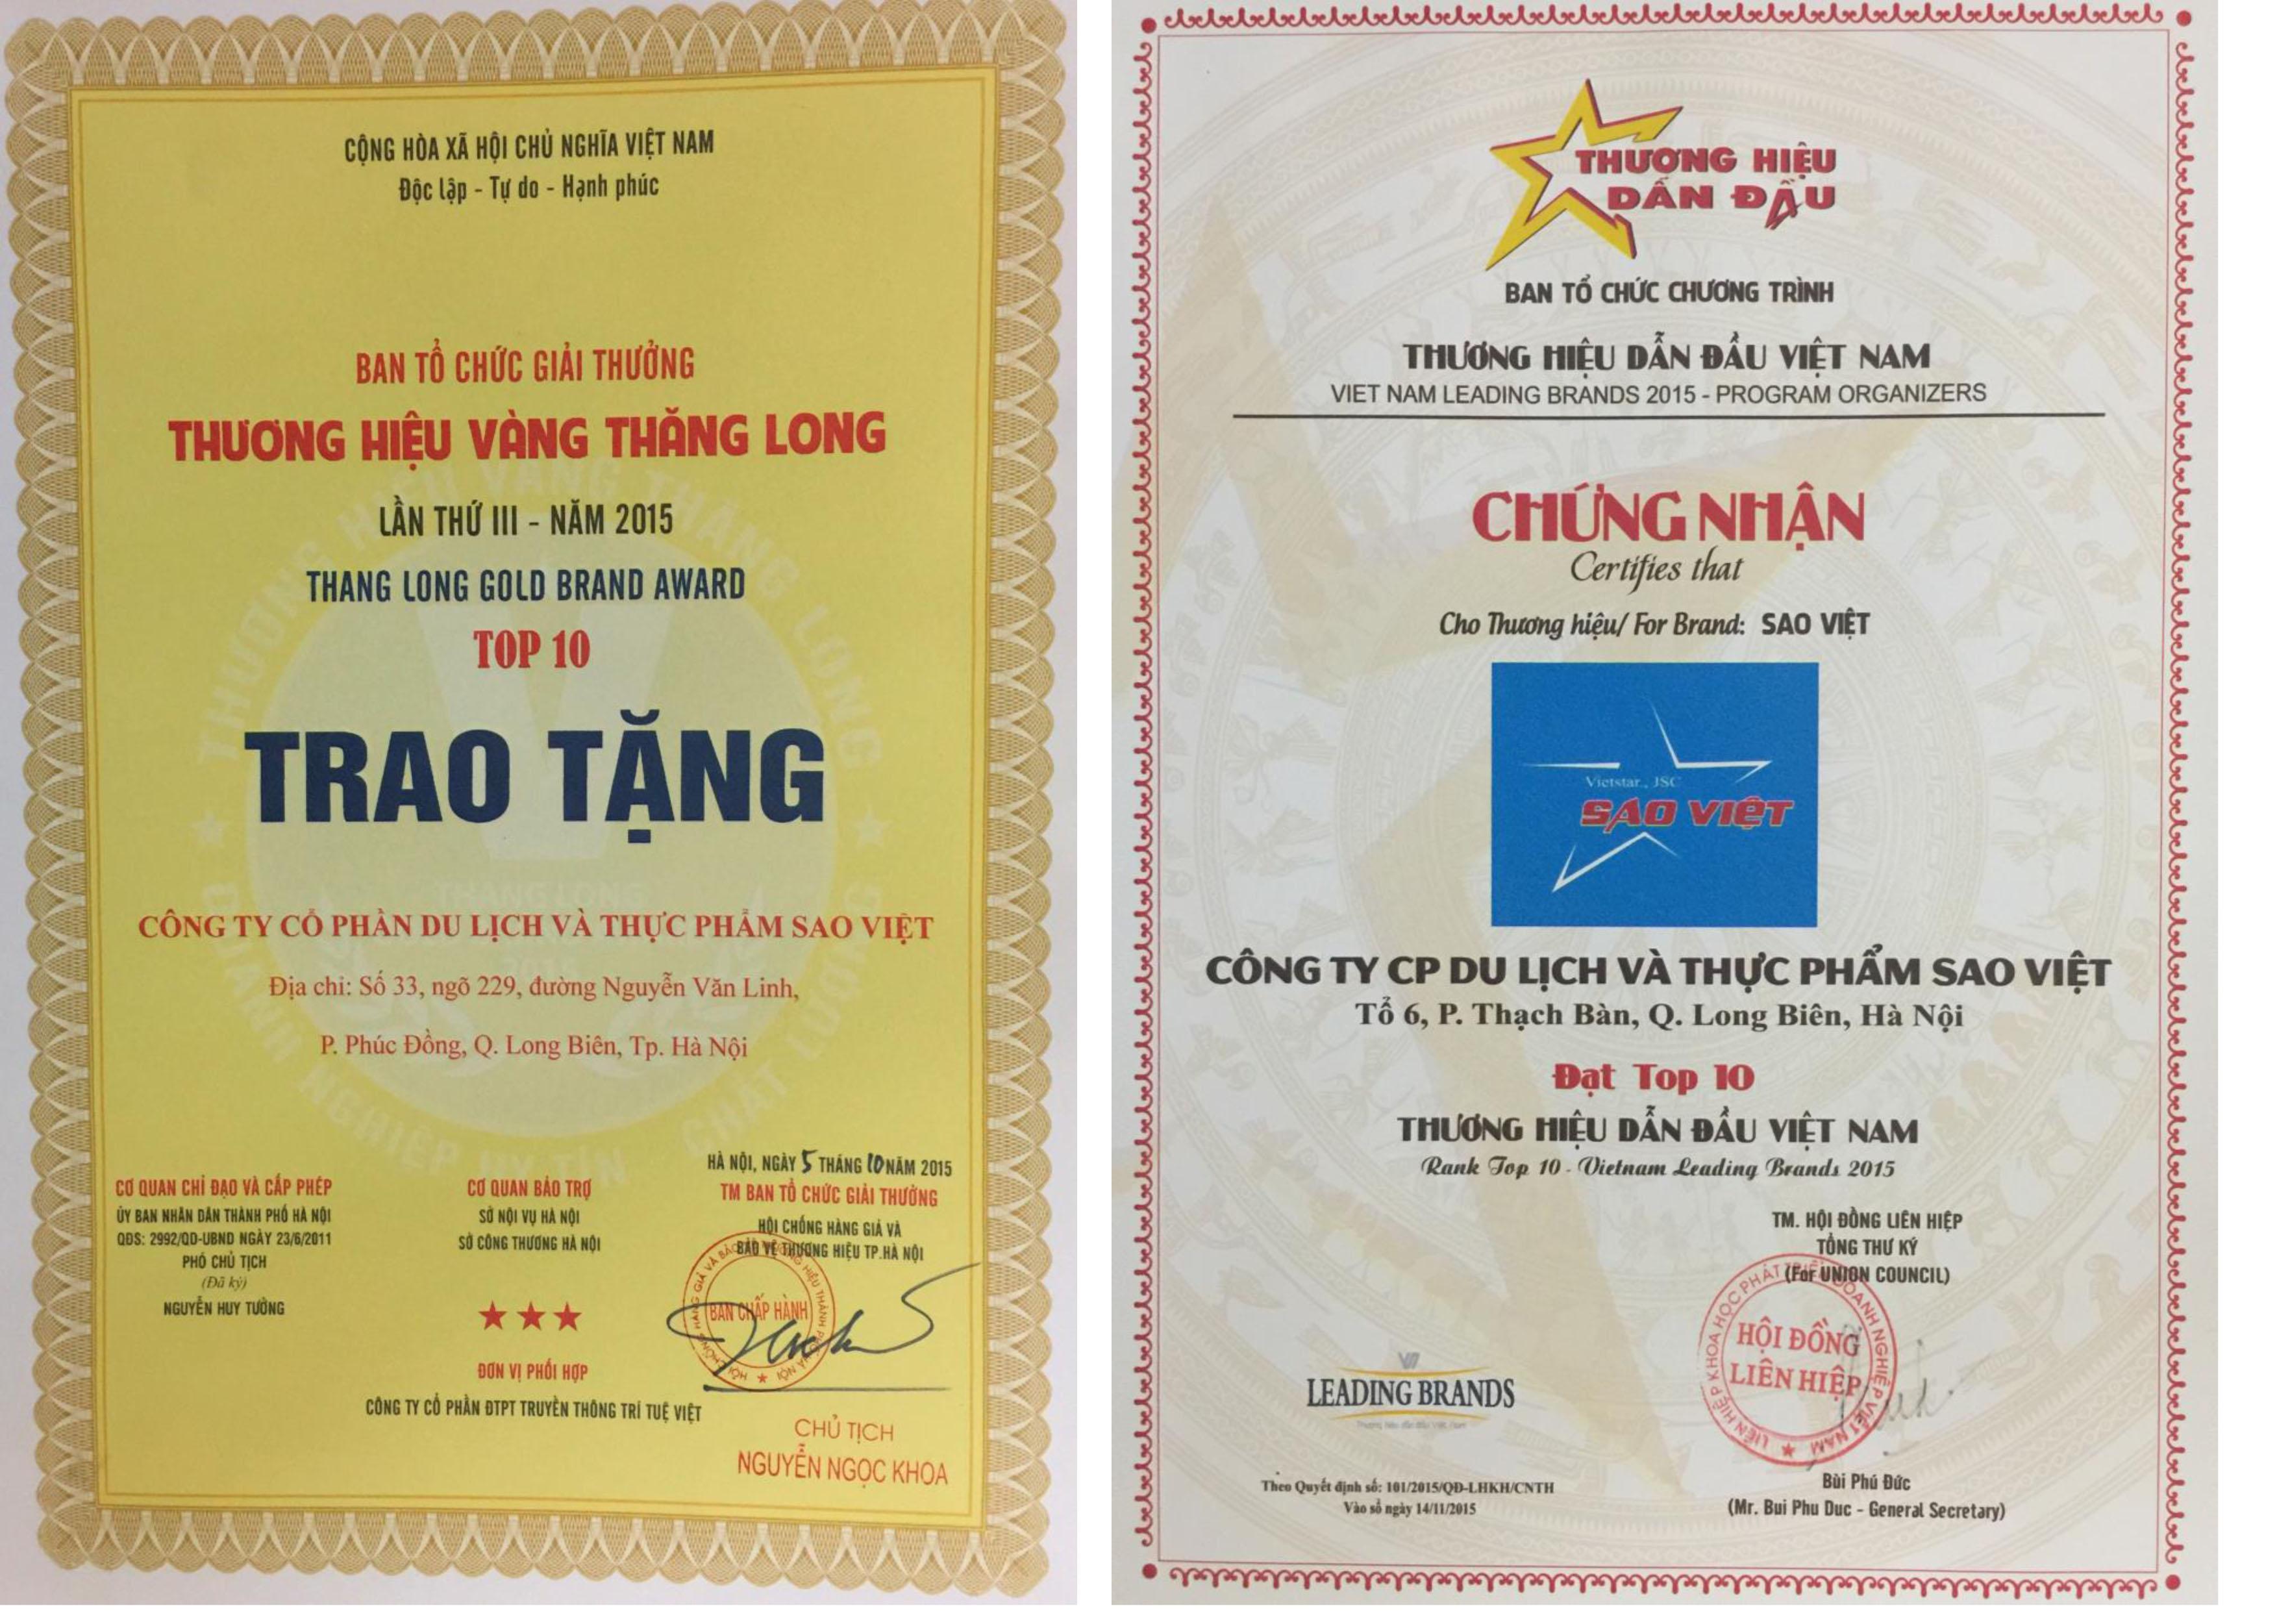 CỘNG HÒA XÃ HỘI CHỦ NGHĨA VIỆT NAM
Độc lập - Tự do - Hạnh phúc
BAN TỔ CHỨC GIẢI THƯỞNG
THƯƠNG HIỆU VÀNG THĂNG LONG
LẦN THỨ III - NĂM 2015
THANG LONG GOLD BRAND AWARD
TOP 10
TRAO TẶNG
CÔNG TY CỔ PHẦN DU LỊCH VÀ THỰC PHẨM SAO VIỆT
Địa chỉ: Số 33, ngõ 229, đường Nguyễn Văn Linh,
P. Phúc Đồng, Q. Long Biên, Tp. Hà Nội
CƠ QUAN CHỈ ĐẠO VÀ CẤP PHÉP
ỦY BAN NHÂN DÂN THÀNH PHỐ HÀ NỘI
QĐS: 2992/QD-UBND NGÀY 23/6/2011
PHÓ CHỦ TỊCH
(Đã ký)
NGUYỄN HUY TƯỞNG
CƠ QUAN BẢO TRỢ
SỞ NỘI VỤ HÀ NỘI
SỞ CÔNG THƯƠNG HÀ NỘI
ĐƠN VỊ PHỐI HỢP
CÔNG TY CỔ PHẦN ĐTPT TRUYỀN THÔNG TRÍ TUỆ VIỆT
HÀ NỘI, NGÀY 5 THÁNG 10 NĂM 2015
TM BAN TỔ CHỨC GIẢI THƯỞNG
HỘI CHỐNG HÀNG GIẢ VÀ
BẢO VỆ THƯƠNG HIỆU TP.HÀ NỘI
BAN CHẤP HÀNH
CHỦ TỊCH
NGUYỄN NGỌC KHOA
THƯƠNG HIỆU
DẪN ĐẦU
BAN TỔ CHỨC CHƯƠNG TRÌNH
THƯƠNG HIỆU DẪN ĐẦU VIỆT NAM
VIET NAM LEADING BRANDS 2015 - PROGRAM ORGANIZERS
CHỨNG NHẬN
Certifies that
Cho Thương hiệu/ For Brand: SAO VIỆT
Vietstar., JSC
SAO VIỆT
CÔNG TY CP DU LỊCH VÀ THỰC PHẨM SAO VIỆT
Tổ 6, P. Thạch Bàn, Q. Long Biên, Hà Nội
Đạt Top 10
THƯƠNG HIỆU DẪN ĐẦU VIỆT NAM
Rank Top 10 - Vietnam Leading Brands 2015
TM. HỘI ĐỒNG LIÊN HIỆP
TỔNG THƯ KÝ
(For UNION COUNCIL)
LIÊN HIỆP KHOA HỌC PHÁT TRIỂN DOANH NGHIỆP VIỆT NAM
HỘI ĐỒNG
LIÊN HIỆP
LEADING BRANDS
Theo Quyết định số: 101/2015/QĐ-LHKH/CNTH
Vào sổ ngày 14/11/2015
Bùi Phú Đức
(Mr. Bui Phu Duc - General Secretary)